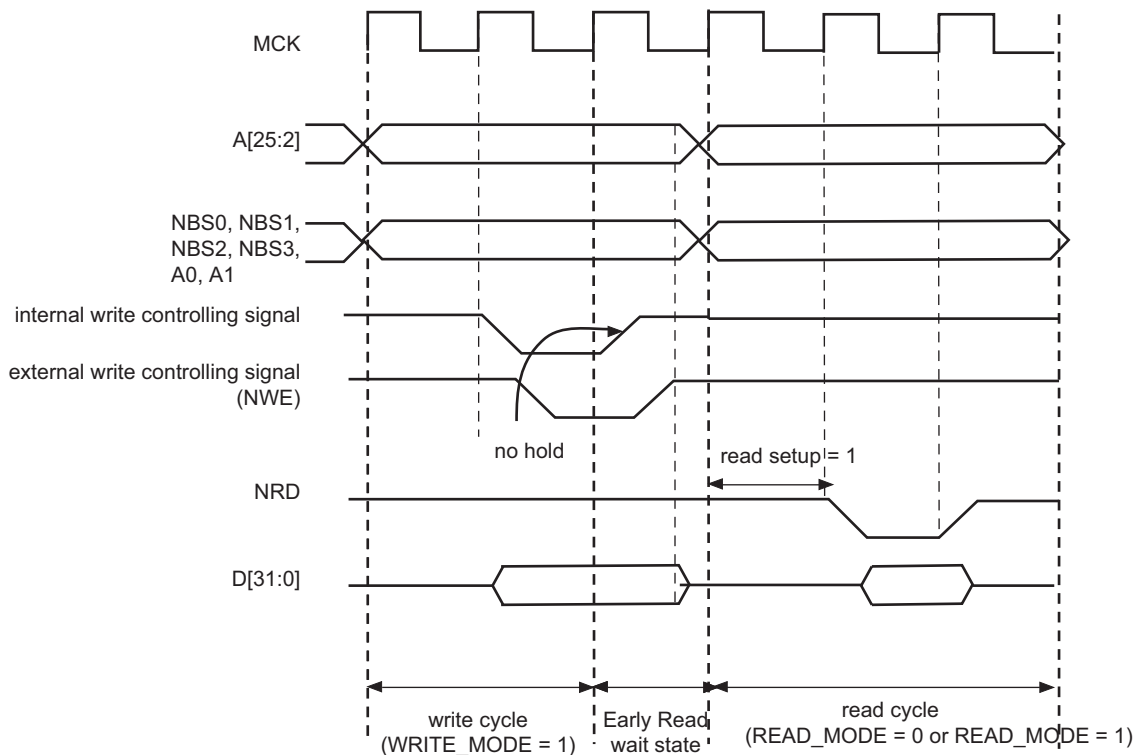 MCK
A[25:2]
NBS0, NBS1,
NBS2, NBS3,
A0, A1
internal write controlling signal
external write controlling signal
(NWE)
no hold
read setup = 1
NRD
D[31:0]
write cycle
(WRITE_MODE = 1)
Early Read
wait state
read cycle
(READ_MODE = 0 or READ_MODE = 1)